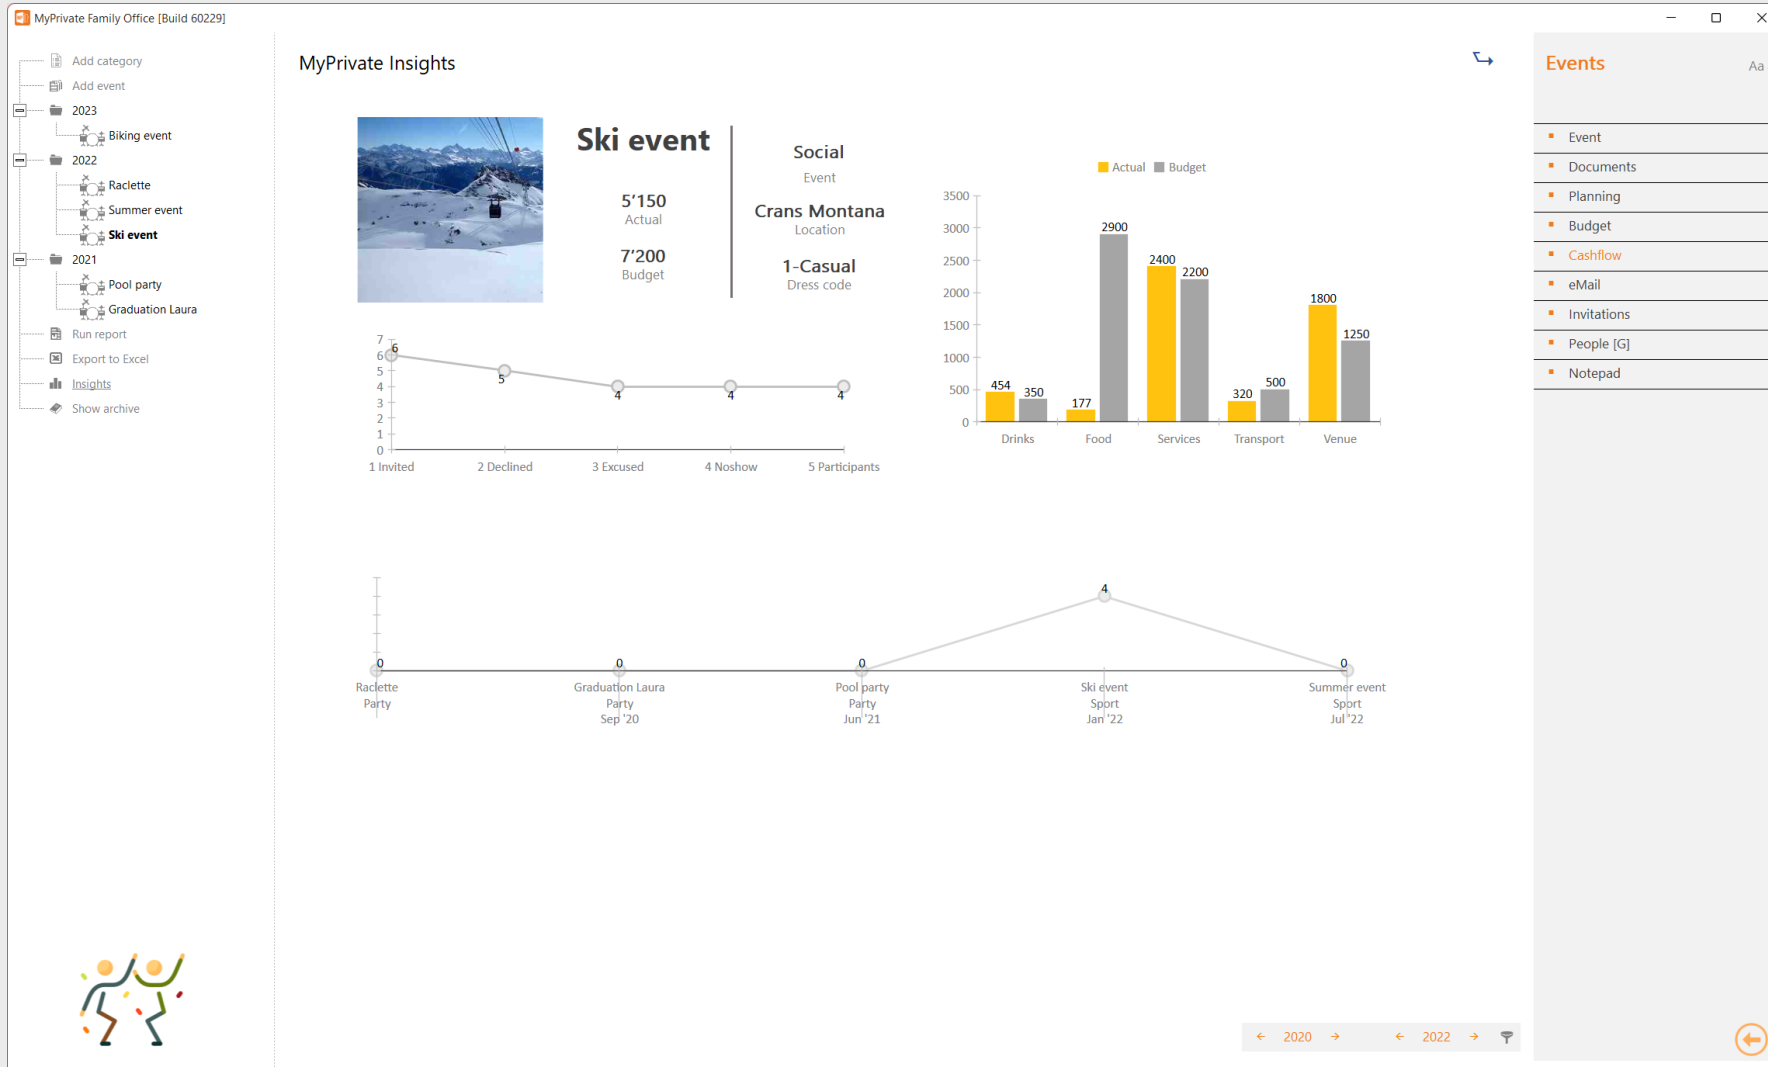 MyPrivate Family Office [Build 60229]
Add category
Add event
2023
Biking event
2022
Raclette
Summer event
Ski event
2021
Pool party
Graduation Laura
Run report
Export to Excel
Insights
Show archive
MyPrivate Insights
Ski event
5'150
Actual
7'200
Budget
Social
Event
Crans Montana
Location
1-Casual
Dress code
Actual Budget
3500
3000
2500
2000
1500
1000
500
0
454 350
177 2900
2400 2200
320 500
1800 1250
Drinks Food Services Transport Venue
7
6
5
4
3
2
1
0
6 5 4 4 4
1 Invited 2 Declined 3 Excused 4 Noshow 5 Participants
0 0 0 4 0
Raclette
Party
Graduation Laura
Party
Sep '20
Pool party
Party
Jun '21
Ski event
Sport
Jan '22
Summer event
Sport
Jul '22
← 2020 → ← 2022 →
Events
Aa
Event
Documents
Planning
Budget
Cashflow
eMail
Invitations
People [G]
Notepad